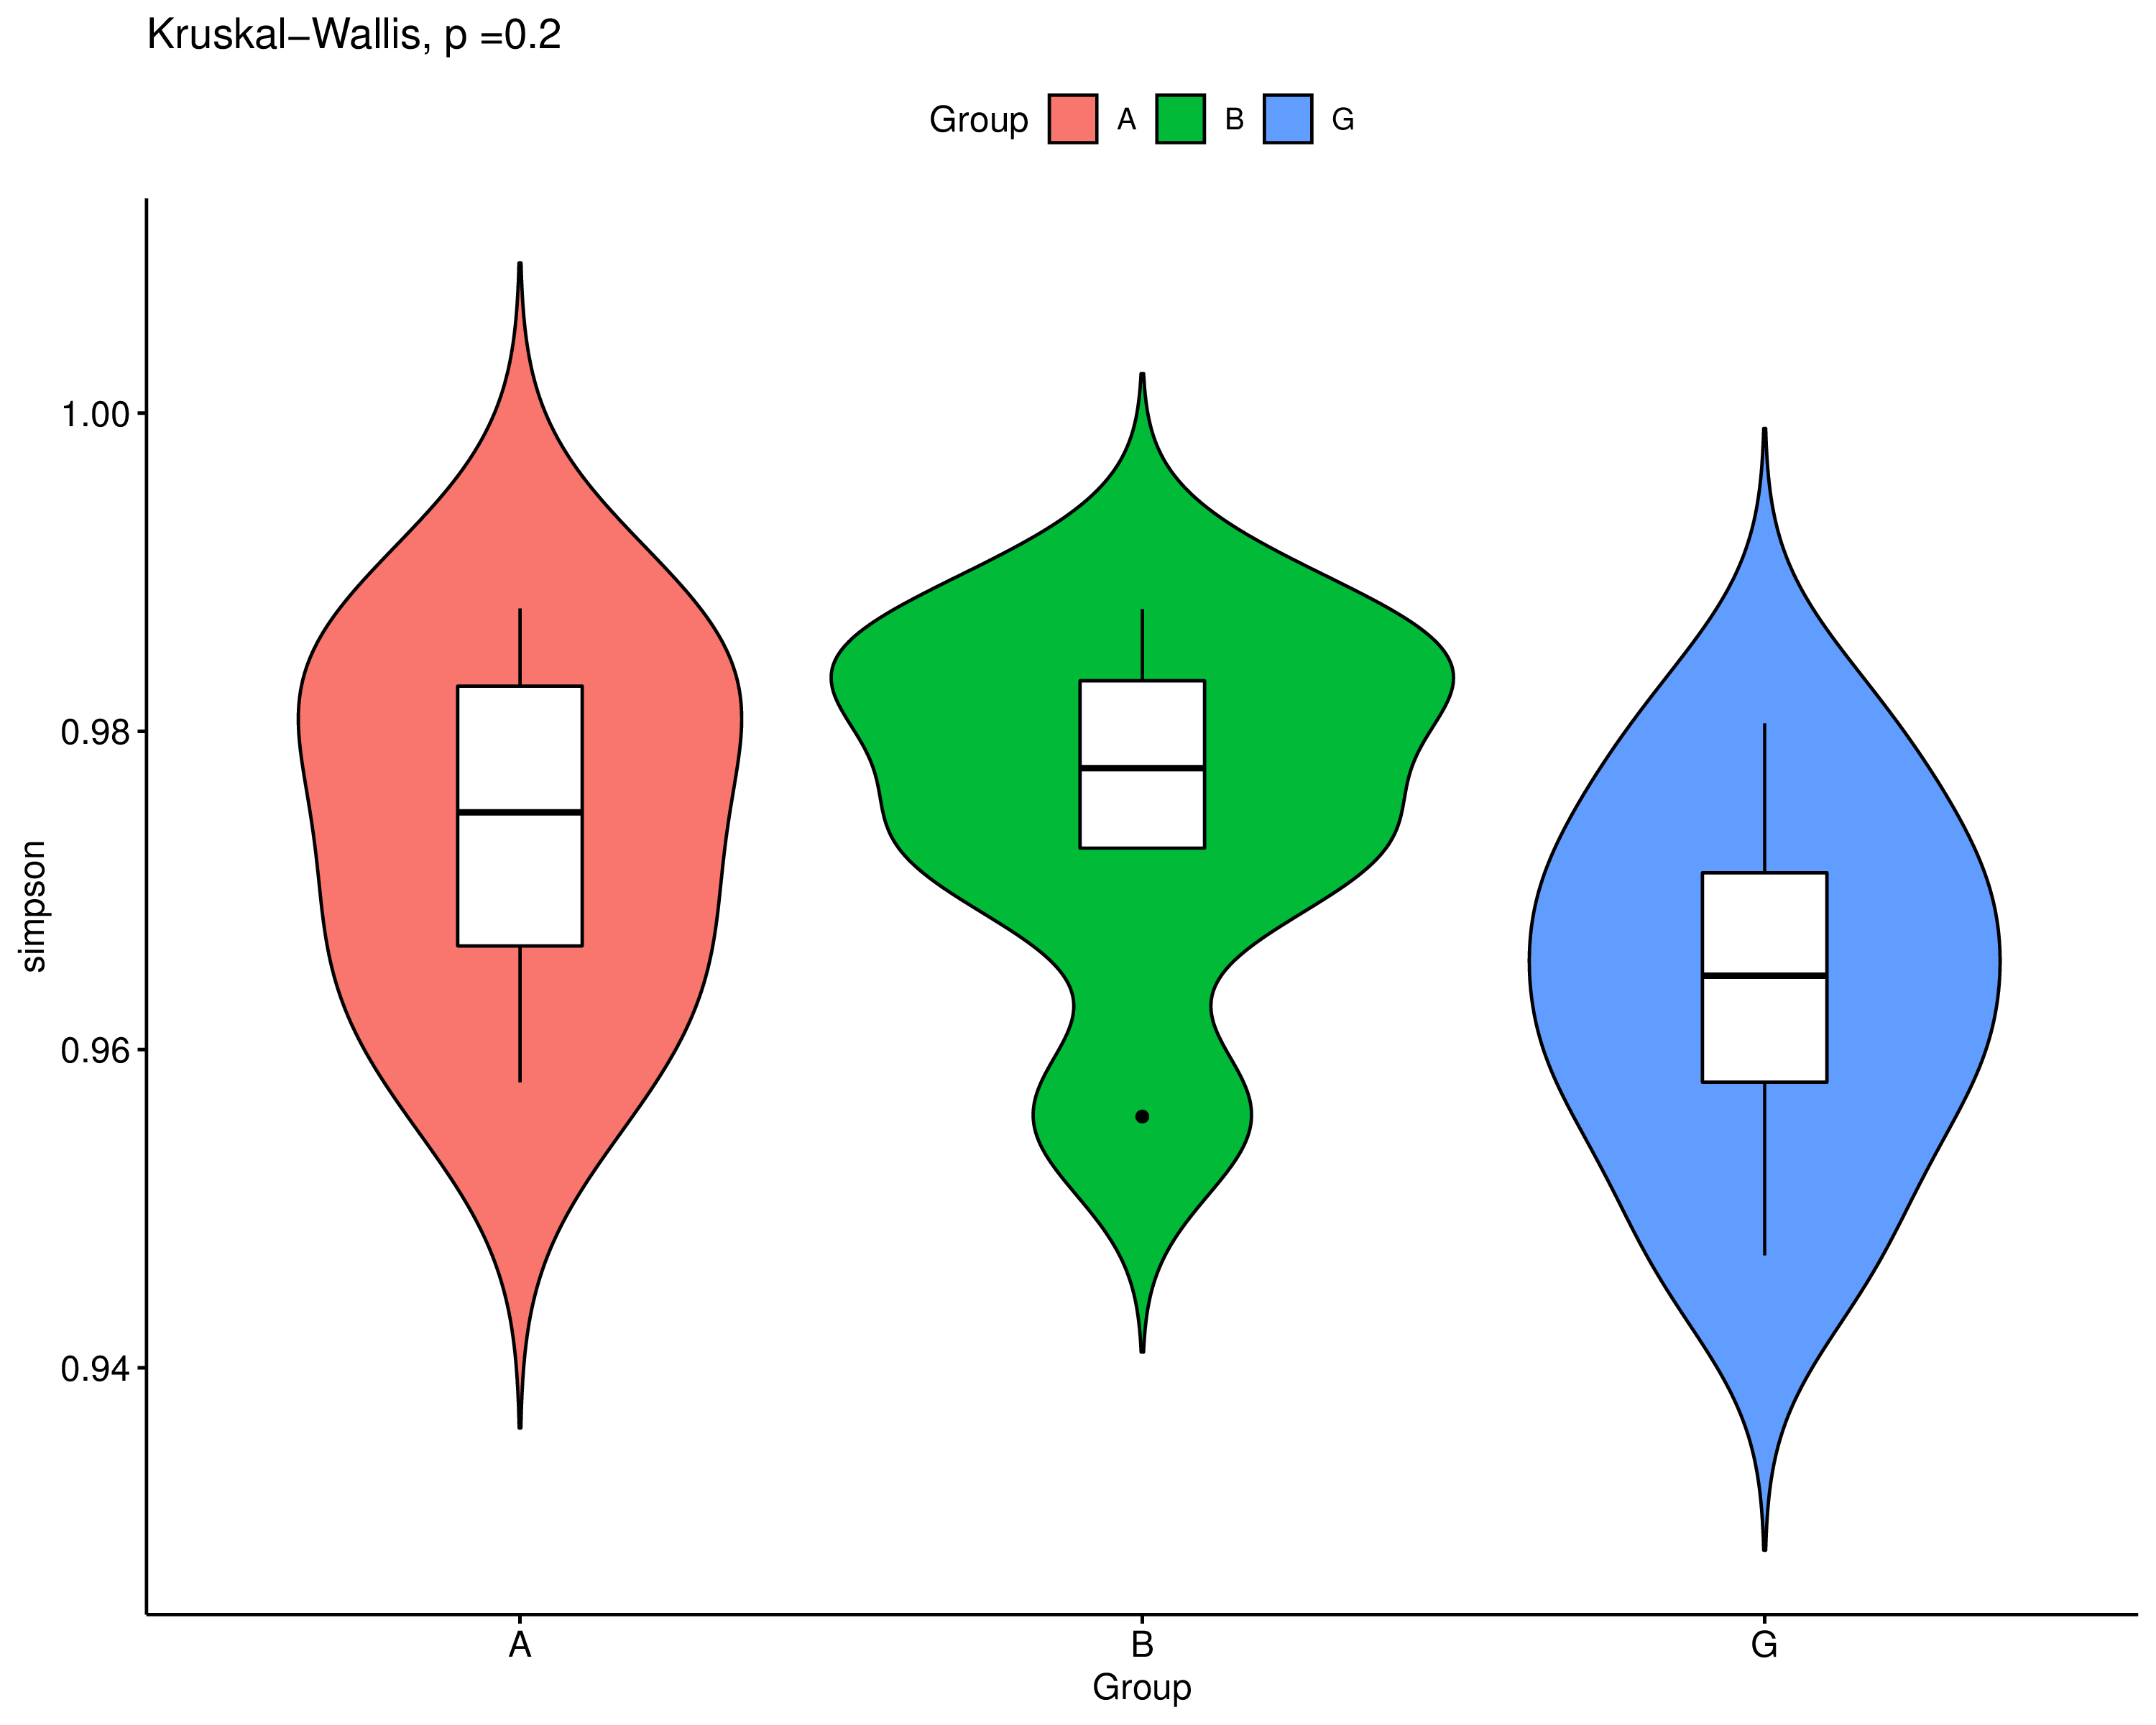 Kruskal−Wallis, p =0.2
Group A B G
1.00
0.98
0.96
0.94
simpson
A B G
Group